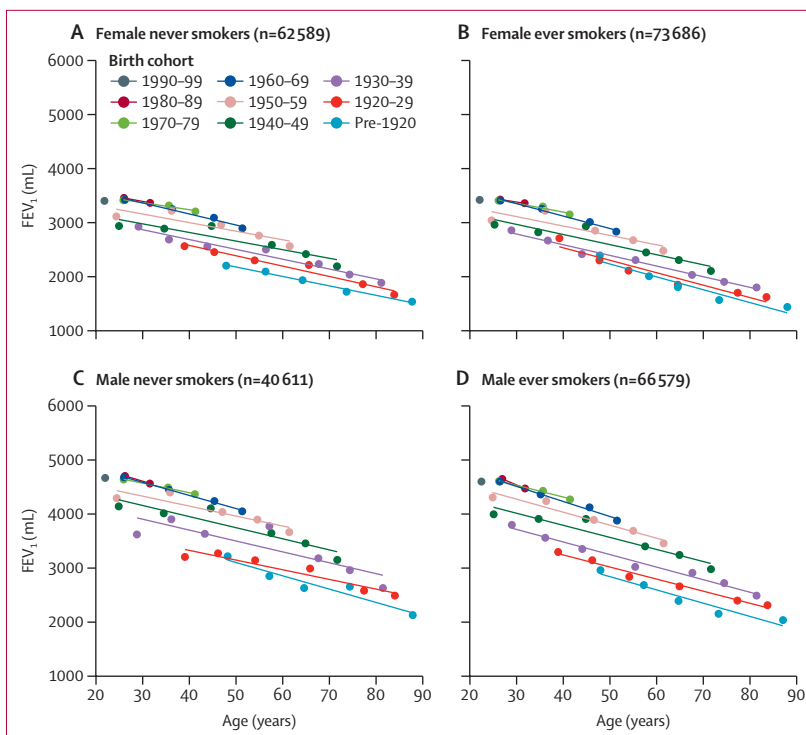 A Female never smokers (n=62 589)
B Female ever smokers (n=73 686)
Birth cohort
1990–99
1960–69
1930–39
1980–89
1950–59
1920–29
1970–79
1940–49
Pre-1920
6000
5000
4000
3000
2000
1000
FEV₁ (mL)
C Male never smokers (n=40 611)
D Male ever smokers (n=66 579)
6000
5000
4000
3000
2000
1000
FEV₁ (mL)
20 30 40 50 60 70 80 90
20 30 40 50 60 70 80 90
Age (years)
Age (years)